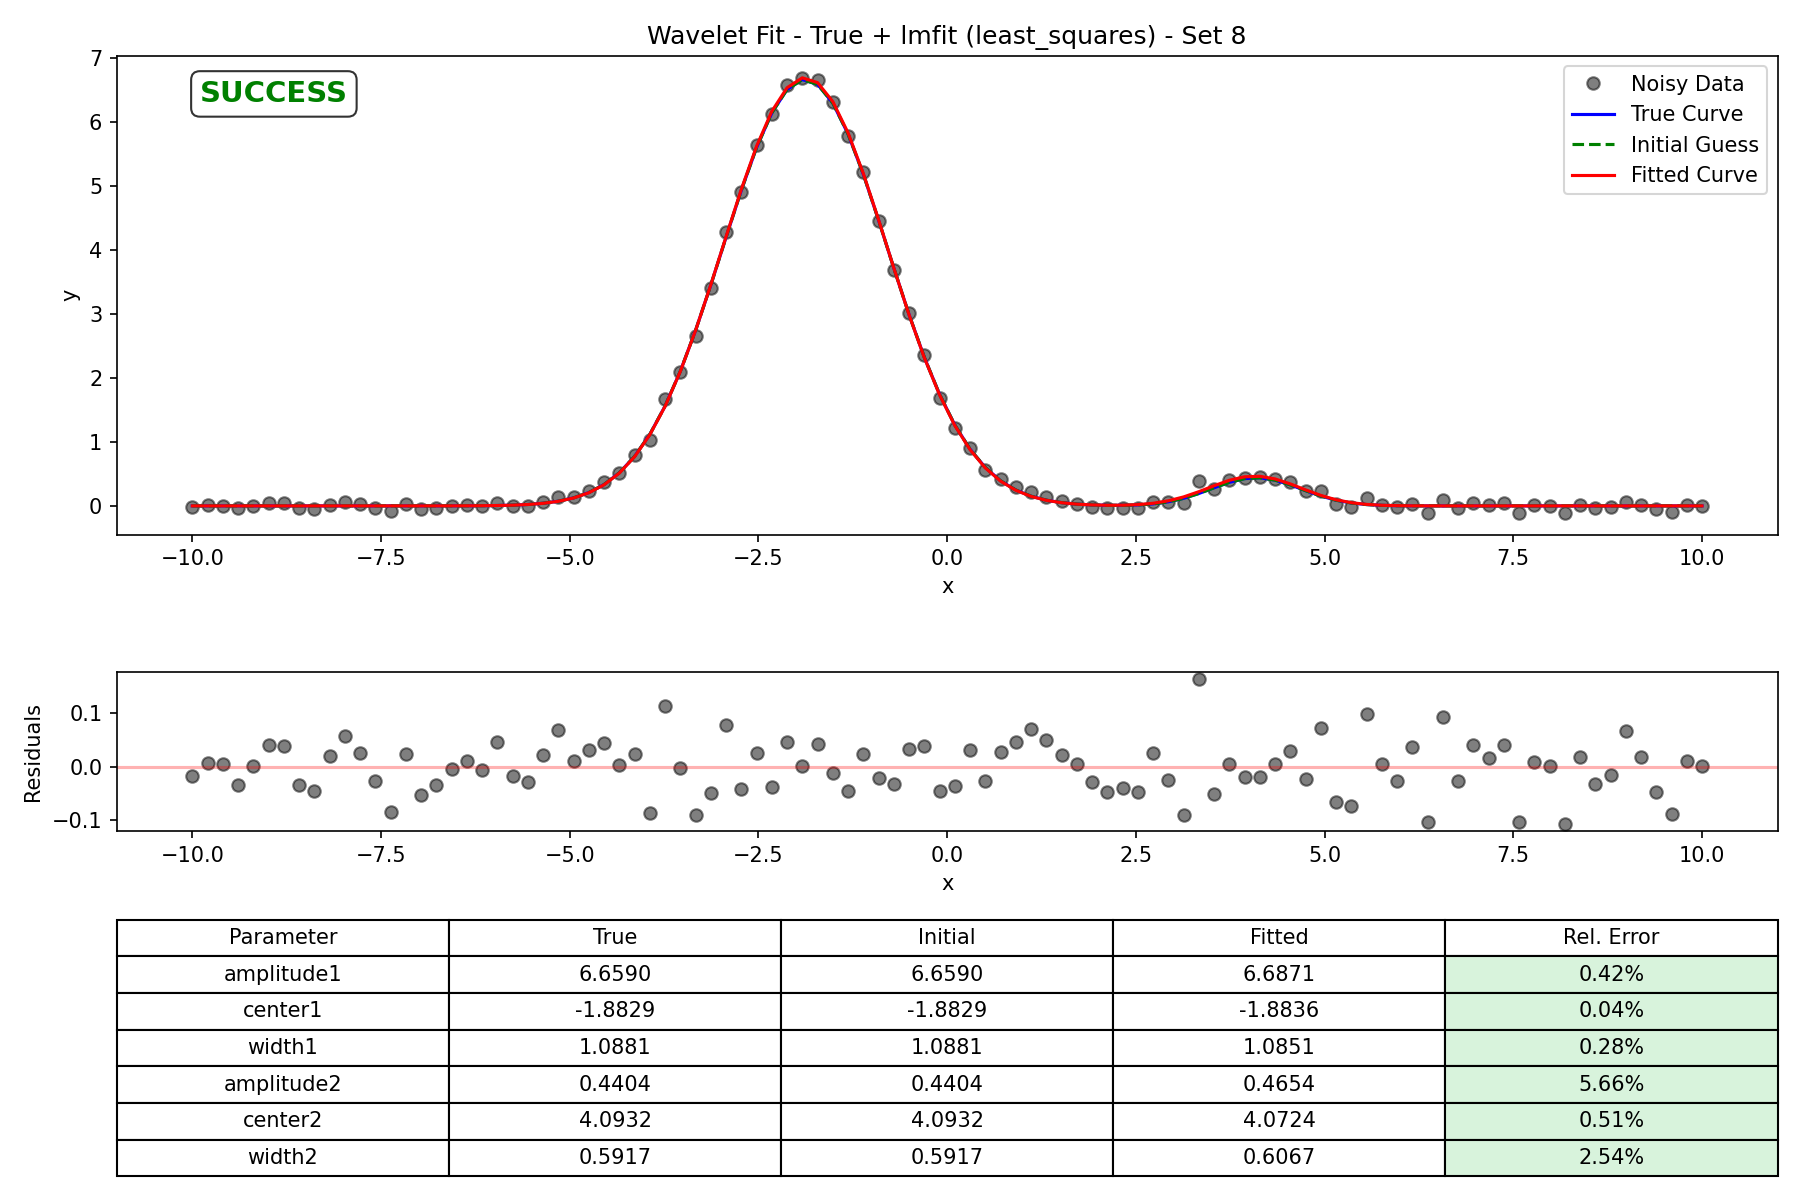 Wavelet Fit - True + lmfit (least_squares) - Set 8
SUCCESS
Noisy Data
True Curve
Initial Guess
Fitted Curve
y
7
6
5
4
3
2
1
0
−10.0 −7.5 −5.0 −2.5 0.0 2.5 5.0 7.5 10.0
x
Residuals
0.1
0.0
−0.1
−10.0 −7.5 −5.0 −2.5 0.0 2.5 5.0 7.5 10.0
x
Parameter True Initial Fitted Rel. Error
amplitude1 6.6590 6.6590 6.6871 0.42%
center1 -1.8829 -1.8829 -1.8836 0.04%
width1 1.0881 1.0881 1.0851 0.28%
amplitude2 0.4404 0.4404 0.4654 5.66%
center2 4.0932 4.0932 4.0724 0.51%
width2 0.5917 0.5917 0.6067 2.54%